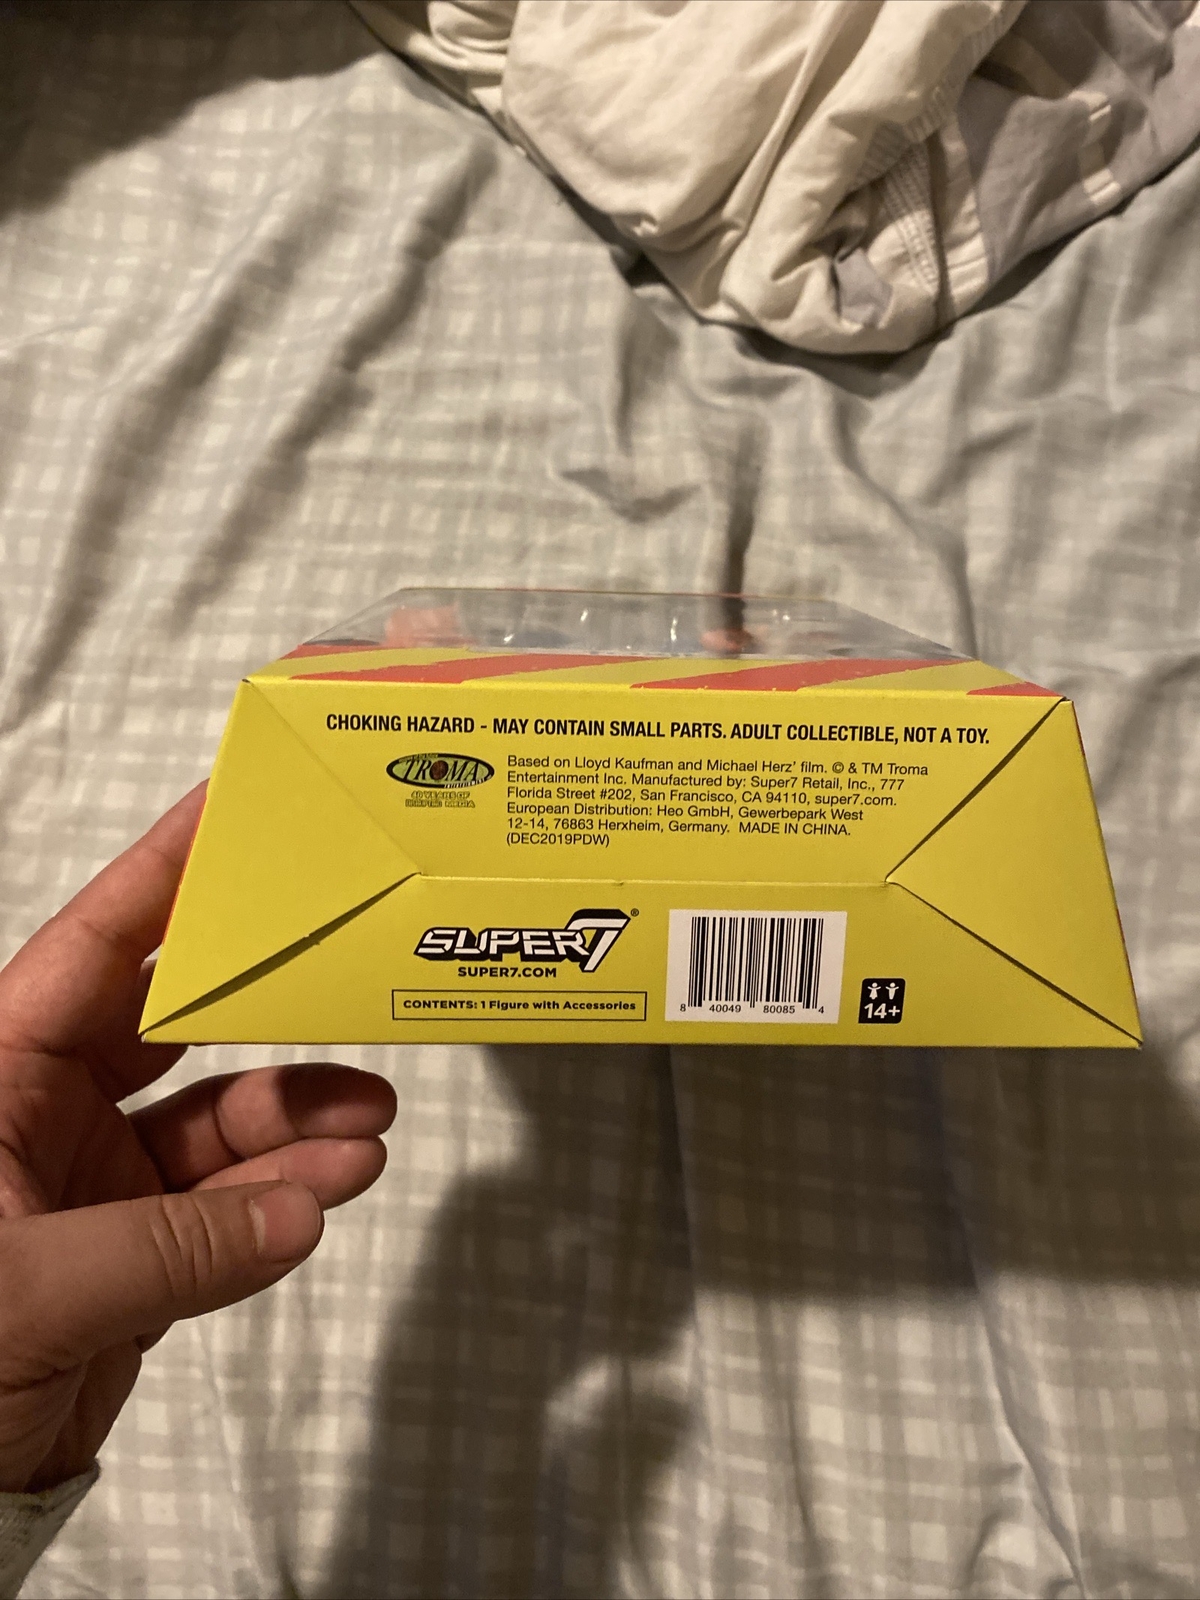 CHOKING HAZARD - MAY CONTAIN SMALL PARTS. ADULT COLLECTIBLE, NOT A TOY.
TROMA
40 YEARS OF
Based on Lloyd Kaufman and Michael Herz' film. © & TM Troma
Entertainment Inc. Manufactured by: Super7 Retail, Inc., 777
Florida Street #202, San Francisco, CA 94110, super7.com.
European Distribution: Heo GmbH, Gewerbepark West
12-14, 76863 Herxheim, Germany. MADE IN CHINA.
(DEC2019PDW)
SUPER7®
SUPER7.COM
CONTENTS: 1 Figure with Accessories
8 40049 80085 4
14+